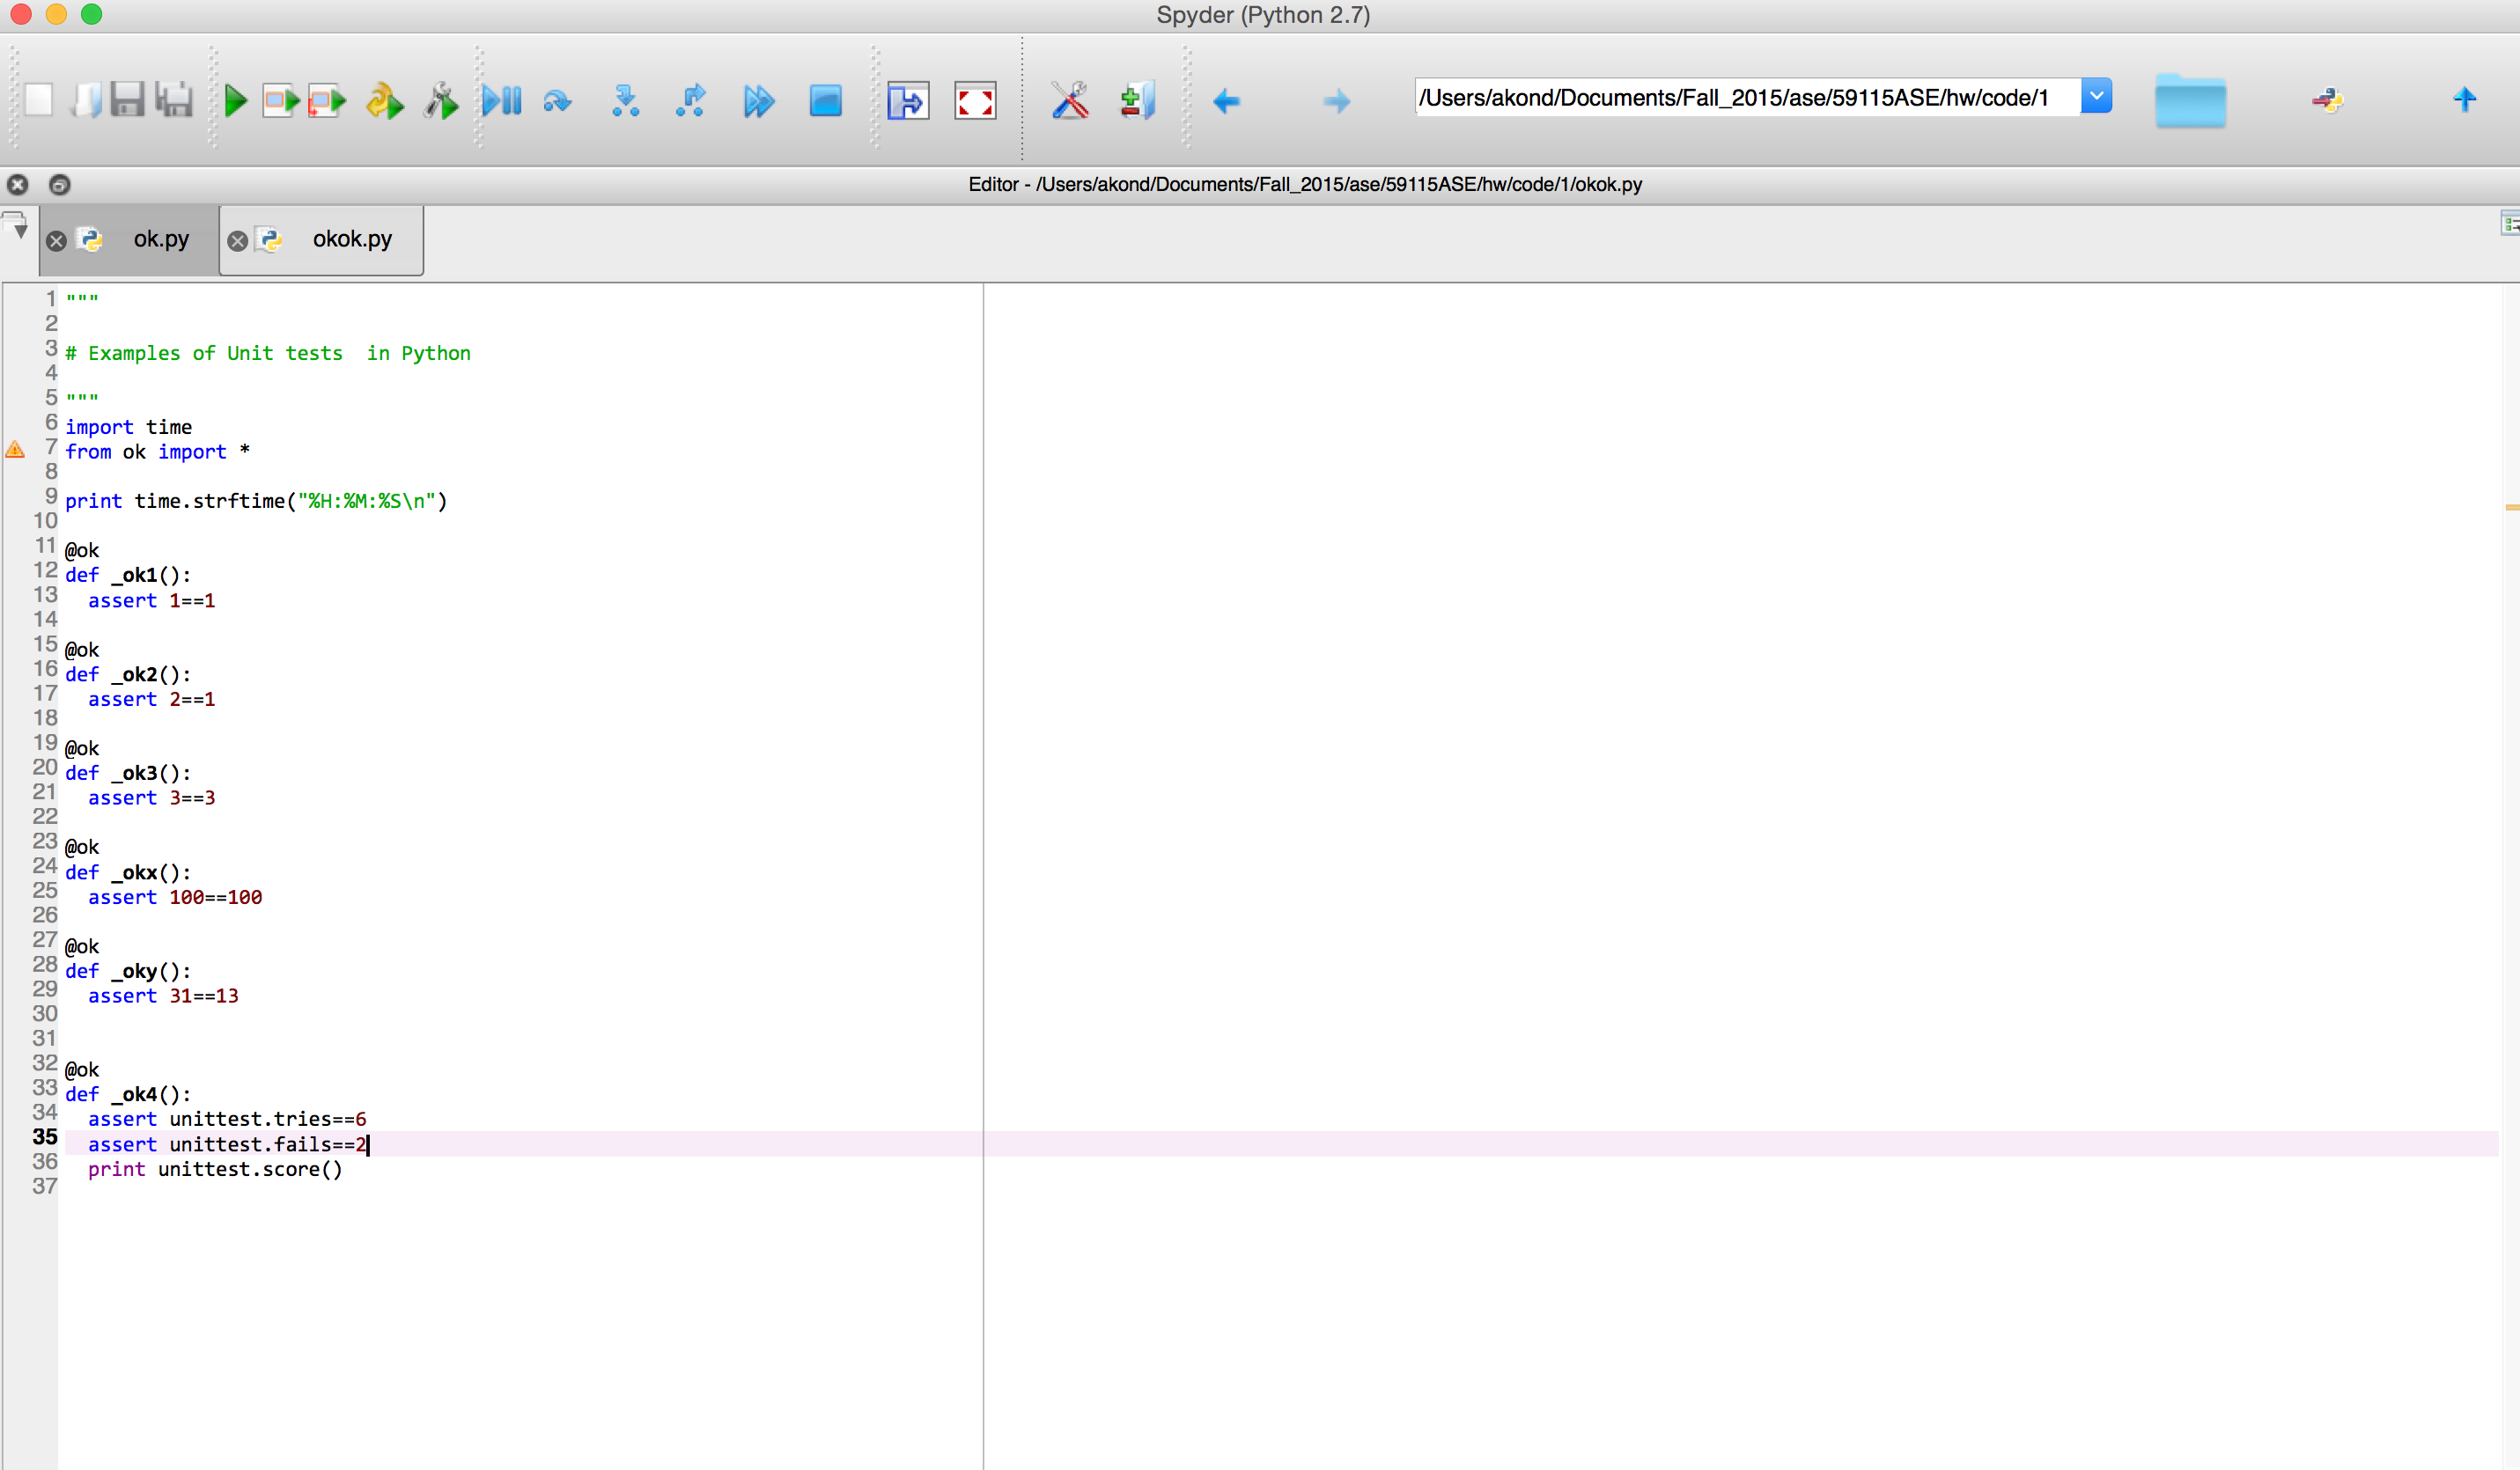 Spyder (Python 2.7)
/Users/akond/Documents/Fall_2015/ase/59115ASE/hw/code/1
Editor - /Users/akond/Documents/Fall_2015/ase/59115ASE/hw/code/1/okok.py
ok.py
okok.py
1 """
2
3 # Examples of Unit tests  in Python
4
5 """
6 import time
7 from ok import *
8
9 print time.strftime("%H:%M:%S\n")
10
11 @ok
12 def _ok1():
13   assert 1==1
14
15 @ok
16 def _ok2():
17   assert 2==1
18
19 @ok
20 def _ok3():
21   assert 3==3
22
23 @ok
24 def _okx():
25   assert 100==100
26
27 @ok
28 def _oky():
29   assert 31==13
30
31
32 @ok
33 def _ok4():
34   assert unittest.tries==6
35   assert unittest.fails==2
36   print unittest.score()
37